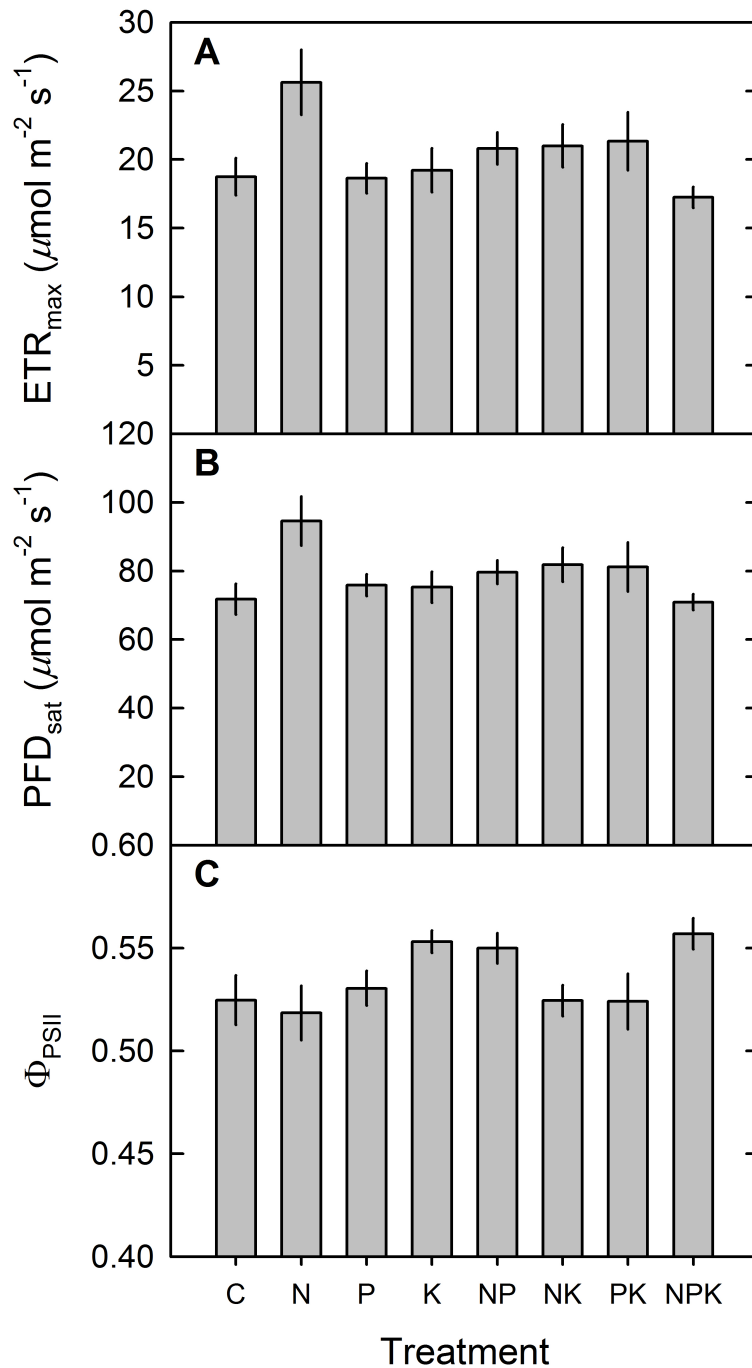 A
ETRmax (μmol m-2 s-1)
30
25
20
15
10
5
B
PFDsat (μmol m-2 s-1)
120
100
80
60
40
20
C
ΦPSII
0.60
0.55
0.50
0.45
0.40
C N P K NP NK PK NPK
Treatment